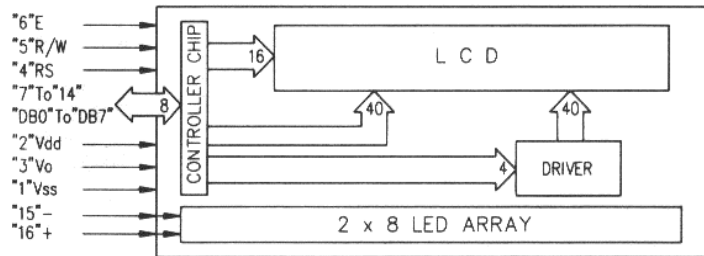 "6"E
"5"R/W
"4"RS
"7"To"14"
"DB0"To"DB7"
"2"Vdd
"3"Vo
"1"Vss
"15"-
"16"+
8
CONTROLLER CHIP
16
LCD
40
40
4
DRIVER
2 x 8 LED ARRAY